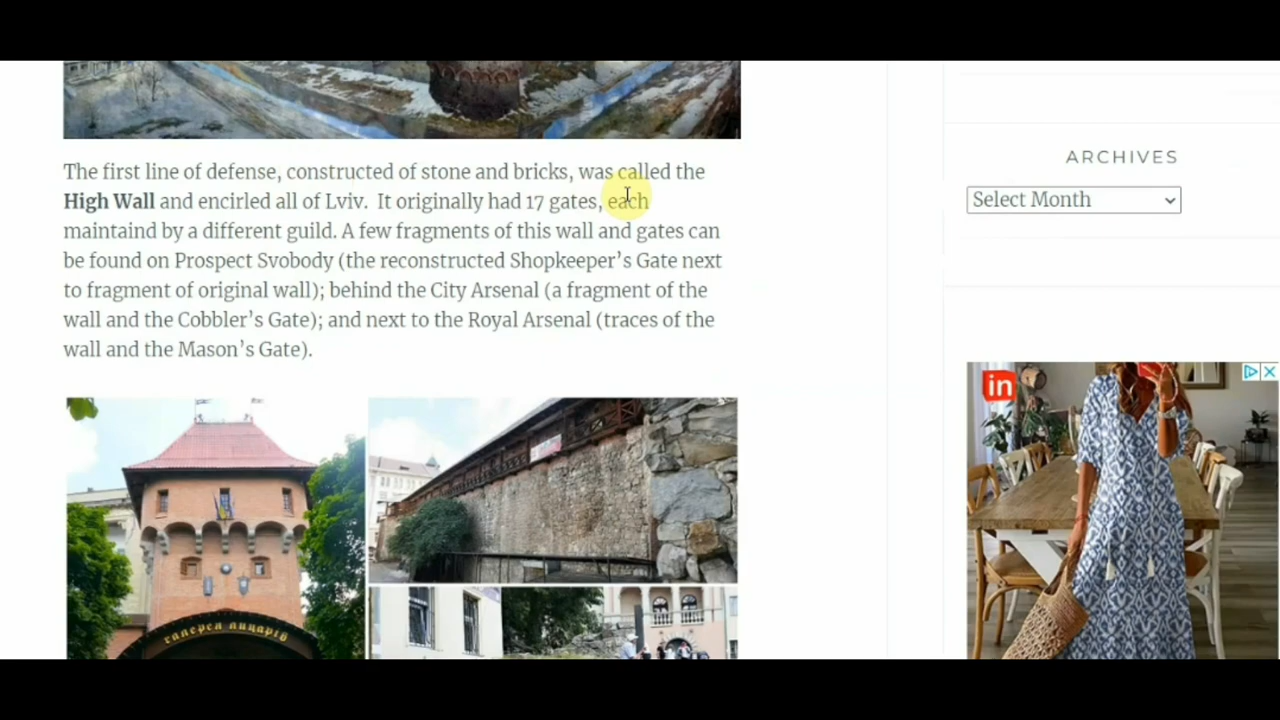 The first line of defense, constructed of stone and bricks, was called the
High Wall and encirled all of Lviv.  It originally had 17 gates, each
maintaind by a different guild. A few fragments of this wall and gates can
be found on Prospect Svobody (the reconstructed Shopkeeper's Gate next
to fragment of original wall); behind the City Arsenal (a fragment of the
wall and the Cobbler's Gate); and next to the Royal Arsenal (traces of the
wall and the Mason's Gate).
ARCHIVES
Select Month
in
галерея лицарів